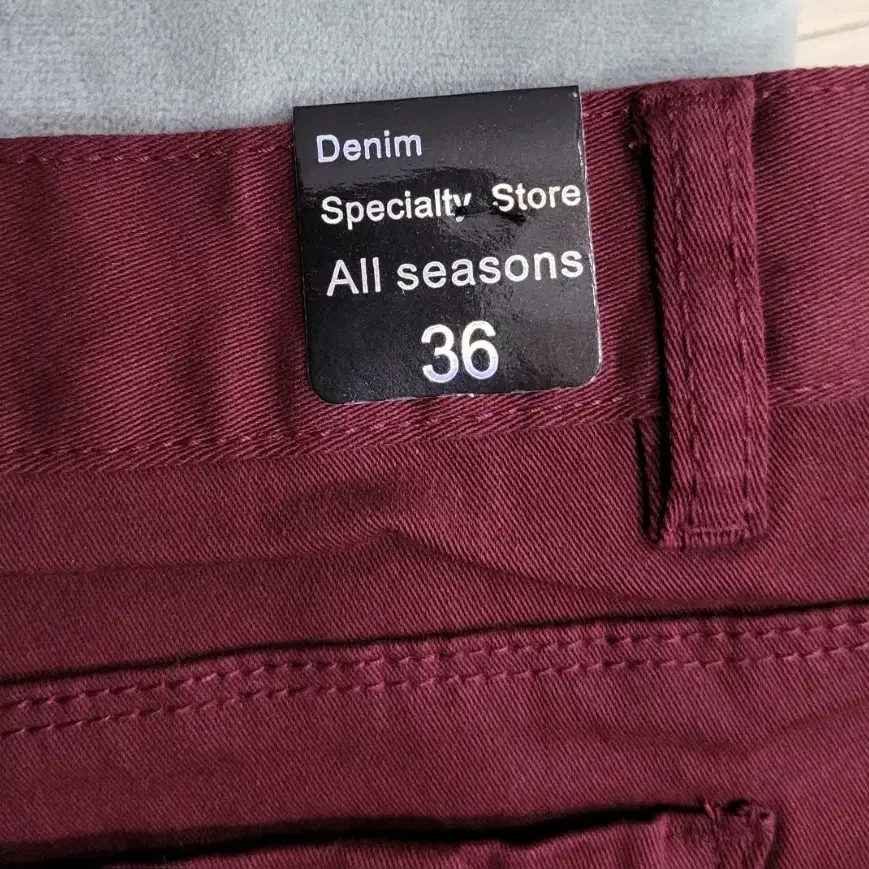 Denim
Specialty Store
All seasons
36